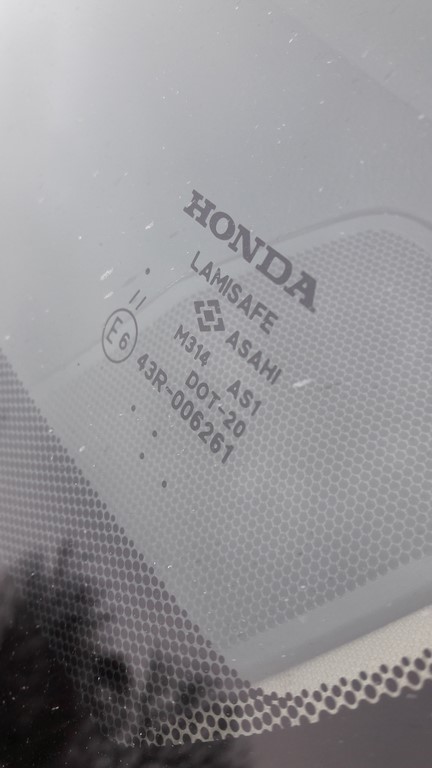 HONDA
LAMISAFE
ASAHI
M314 AS1
DOT-20
E6 43R-006261